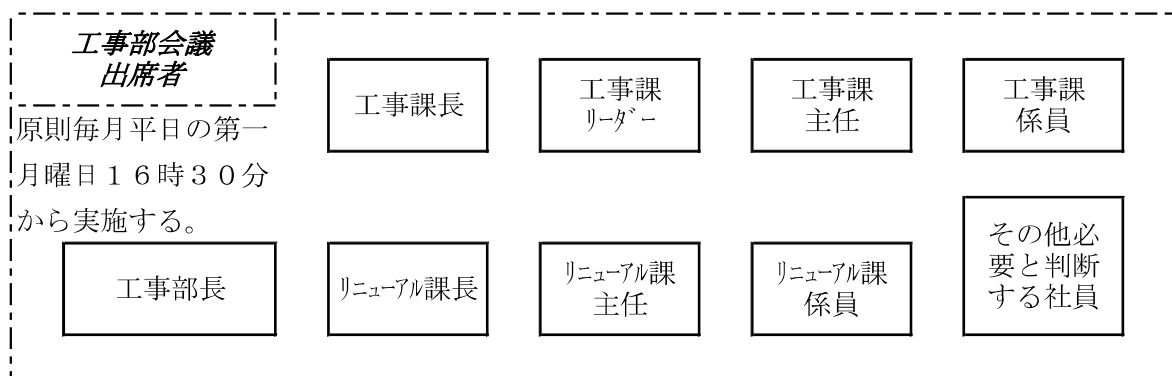 工事部会議
出席者
原則毎月平日の第一
月曜日１６時３０分
から実施する。
工事課長
工事課
ﾘｰﾀﾞｰ
工事課
主任
工事課
係員
工事部長
ﾘﾆｭｰｱﾙ課長
ﾘﾆｭｰｱﾙ課
主任
ﾘﾆｭｰｱﾙ課
係員
その他必
要と判断
する社員